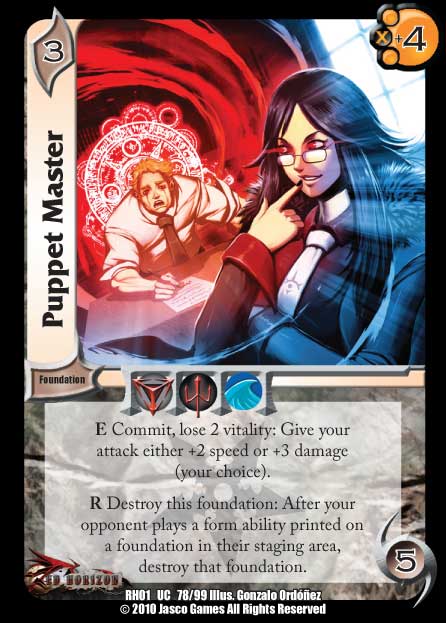 3
X +4
Puppet Master
Foundation
E Commit, lose 2 vitality: Give your
attack either +2 speed or +3 damage
(your choice).
R Destroy this foundation: After your
opponent plays a form ability printed on
a foundation in their staging area,
destroy that foundation.
5
RED HORIZON
RH01 UC 78/99 Illus. Gonzalo Ordóñez
© 2010 Jasco Games All Rights Reserved